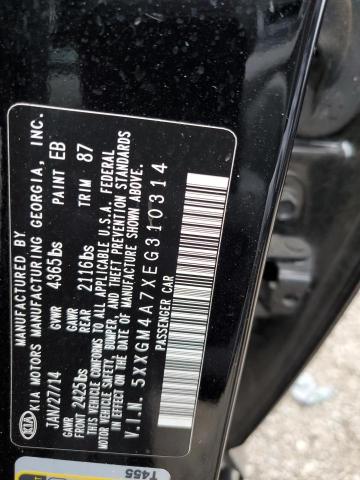 MANUFACTURED BY
KIA KIA MOTORS MANUFACTURING GEORGIA, INC.
JAN/27/14 GVWR 4365lbs PAINT EB
GAWR FRONT 2425lbs GAWR REAR 2116lbs TRIM 87
THIS VEHICLE CONFORMS TO ALL APPLICABLE U.S.A. FEDERAL
MOTOR VEHICLE SAFETY, BUMPER, AND THEFT PREVENTION STANDARDS
IN EFFECT ON THE DATE OF MANUFACTURE SHOWN ABOVE.
V.I.N. 5XXGM4A7XEG310314
PASSENGER CAR
T455